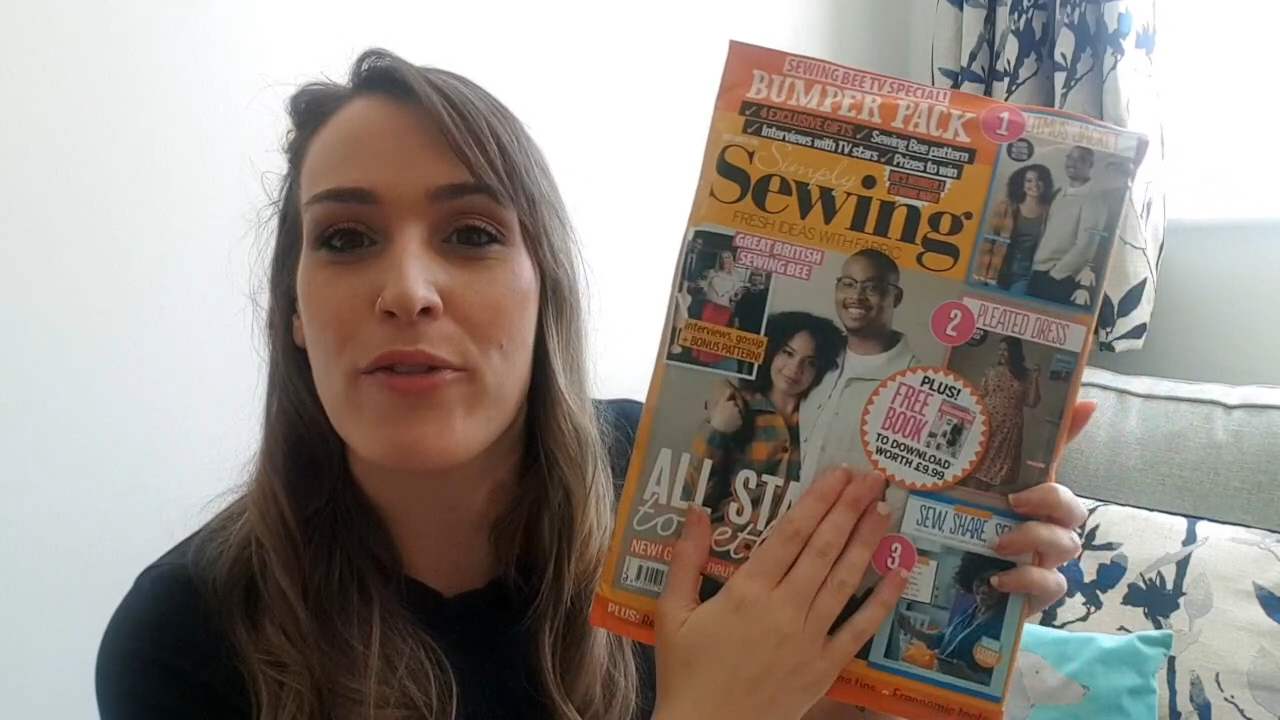 SEWING BEE TV SPECIAL!
BUMPER PACK
✓ 4 EXCLUSIVE GIFTS ✓ Sewing Bee pattern
✓ Interviews with TV stars ✓ Prizes to win
Simply
Sewing
FRESH IDEAS WITH FABRIC
GREAT BRITISH
SEWING BEE
interviews, gossip
+ BONUS PATTERN!
1
2
PLEATED DRESS
PLUS!
FREE
BOOK
TO DOWNLOAD
WORTH £9.99
ALL
NEW!
3
SEW, SHARE,
PLUS:
Ergonomic tools